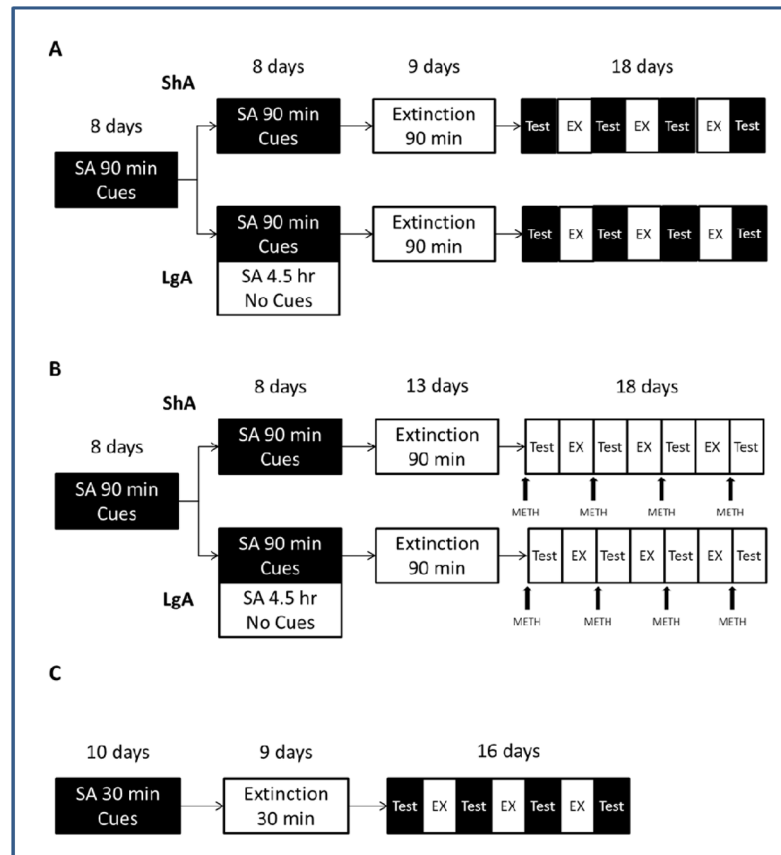 A
8 days
9 days
18 days
ShA
8 days
SA 90 min
Cues
Extinction
90 min
Test EX Test EX Test EX Test
SA 90 min
Cues
SA 90 min
Cues
Extinction
90 min
Test EX Test EX Test EX Test
LgA
SA 4.5 hr
No Cues
B
8 days
13 days
18 days
ShA
8 days
SA 90 min
Cues
Extinction
90 min
Test EX Test EX Test EX Test
METH METH METH METH
SA 90 min
Cues
SA 90 min
Cues
Extinction
90 min
Test EX Test EX Test EX Test
LgA
SA 4.5 hr
No Cues
METH METH METH METH
C
10 days
9 days
16 days
SA 30 min
Cues
Extinction
30 min
Test EX Test EX Test EX Test